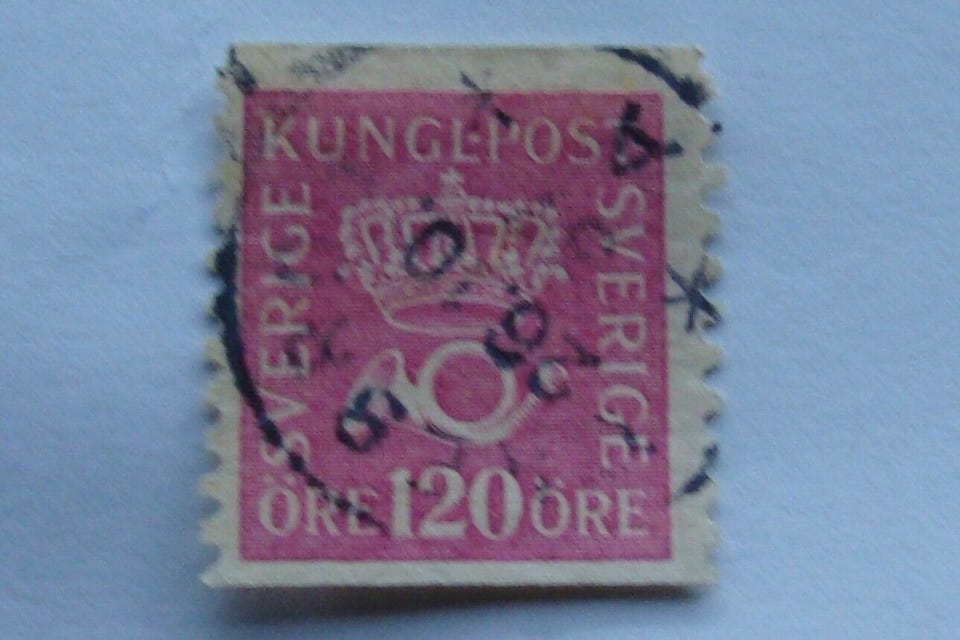 KUNGL·POST
SVERIGE
SVERIGE
ÖRE 120 ÖRE